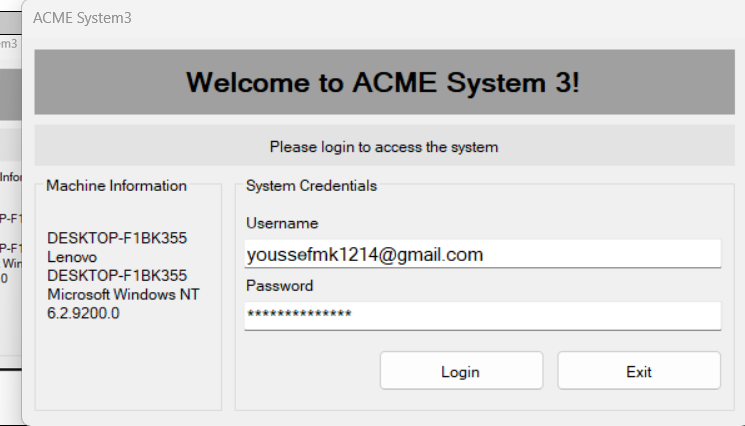 ACME System3
em3
Welcome to ACME System 3!
Please login to access the system
Machine Information
DESKTOP-F1BK355
Lenovo
DESKTOP-F1BK355
Microsoft Windows NT
6.2.9200.0
System Credentials
Username
youssefmk1214@gmail.com
Password
**************
Login
Exit
Infor
P-F1
P-F1
Win
0